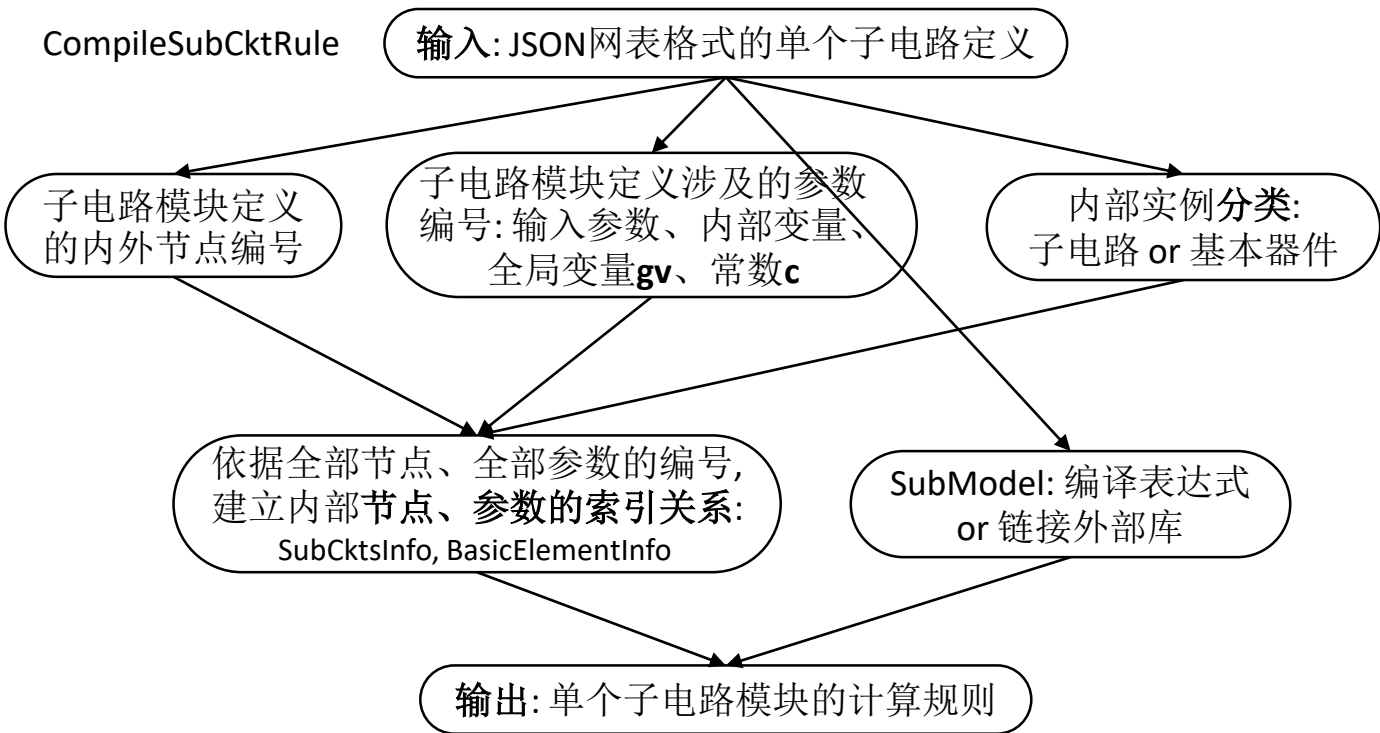 CompileSubCktRule
输入: JSON网表格式的单个子电路定义
子电路模块定义
的内外节点编号
子电路模块定义涉及的参数
编号: 输入参数、内部变量、
全局变量gv、常数c
内部实例分类:
子电路 or 基本器件
依据全部节点、全部参数的编号,
建立内部节点、参数的索引关系:
SubCktsInfo, BasicElementInfo
SubModel: 编译表达式
or 链接外部库
输出: 单个子电路模块的计算规则